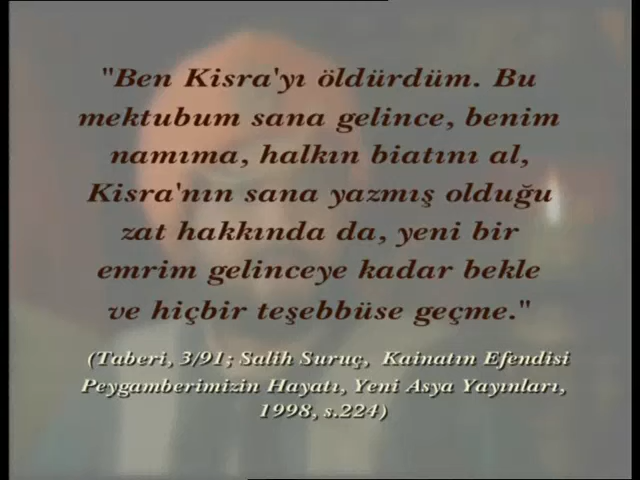 "Ben Kisra'yı öldürdüm. Bu
mektubum sana gelince, benim
namıma, halkın biatını al,
Kisra'nın sana yazmış olduğu
zat hakkında da, yeni bir
emrim gelinceye kadar bekle
ve hiçbir teşebbüse geçme."
(Taberi, 3/91; Salih Suruç, Kainatın Efendisi
Peygamberimizin Hayatı, Yeni Asya Yayınları,
1998, s.224)